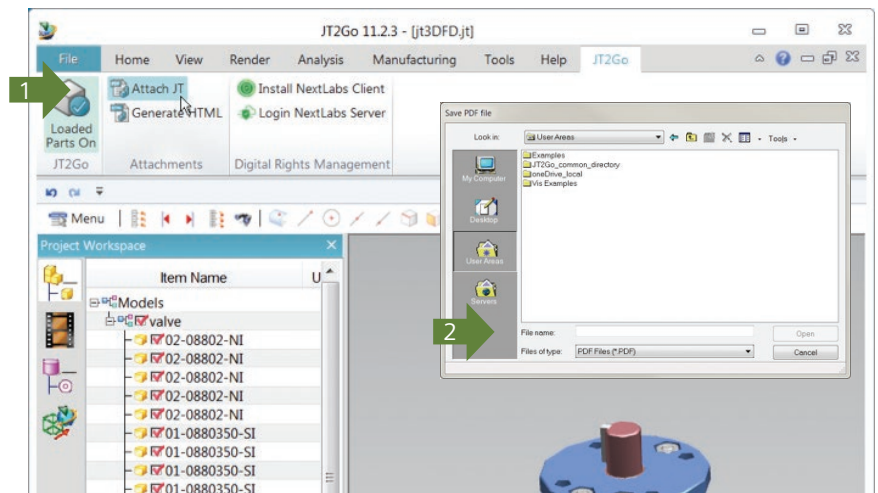 JT2Go 11.2.3 - [jt3DFD.jt]
File Home View Render Analysis Manufacturing Tools Help JT2Go
1
Attach JT
Generate HTML
Loaded
Parts On
Install NextLabs Client
Login NextLabs Server
JT2Go Attachments Digital Rights Management
Menu
Project Workspace
Item Name U
Models
valve
02-08802-NI
02-08802-NI
02-08802-NI
02-08802-NI
02-08802-NI
01-0880350-SI
01-0880350-SI
01-0880350-SI
01-0880350-SI
Save PDF file
Look in: User Areas Tools
My Computer
Desktop
User Areas
Servers
Examples
JT2Go_common_directory
oneDrive_local
Vis Examples
2
File name: Open
Files of type: PDF Files (*.PDF) Cancel